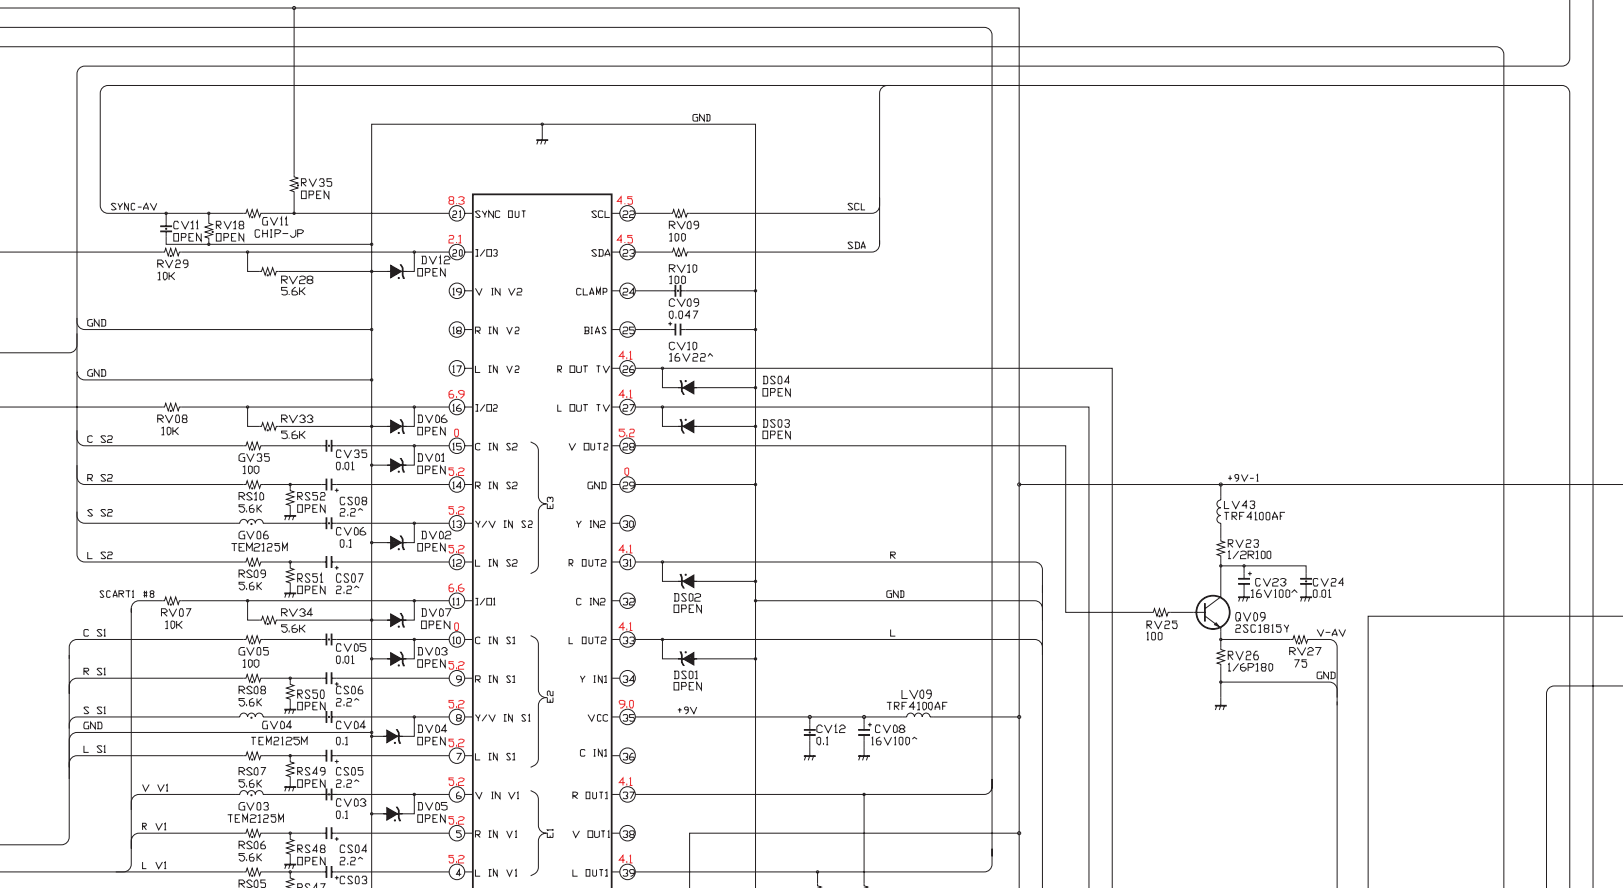 GND
RV35
OPEN
SYNC-AV
CV11
OPEN
RV18
OPEN
GV11
CHIP-JP
8.3
21 SYNC OUT
SCL 22
4.5
RV09
100
SCL
RV29
10K
RV28
5.6K
DV12
OPEN
2.1
20 I/O3
SDA 23
4.5
RV10
100
SDA
19 V IN V2
CLAMP 24
CV09
0.047
GND
18 R IN V2
BIAS 25
CV10
16V22^
GND
17 L IN V2
R OUT TV 26
4.1
DS04
OPEN
RV08
10K
RV33
5.6K
DV06
OPEN
6.9
16 I/O2
L OUT TV 27
4.1
DS03
OPEN
C S2
GV35
100
CV35
0.01
DV01
OPEN
0
15 C IN S2
V OUT2 28
5.2
R S2
RS10
5.6K
RS52
OPEN
CS08
2.2^
5.2
14 R IN S2
GND 29
0
+9V-1
E3
S S2
GV06
TEM2125M
CV06
0.1
DV02
OPEN
5.2
13 Y/V IN S2
Y IN2 30
LV43
TRF4100AF
L S2
RS09
5.6K
RS51
OPEN
CS07
2.2^
5.2
12 L IN S2
R OUT2 31
4.1
R
DS02
OPEN
RV23
1/2R100
CV23
16V100^
CV24
0.01
SCART1 #8
RV07
10K
RV34
5.6K
DV07
OPEN
6.6
11 I/O1
C IN2 32
GND
RV25
100
QV09
2SC1815Y
C S1
GV05
100
CV05
0.01
DV03
OPEN
0
10 C IN S1
L OUT2 33
4.1
L
DS01
OPEN
V-AV
RV27
75
RV26
1/6P180
GND
R S1
RS08
5.6K
RS50
OPEN
CS06
2.2^
5.2
9 R IN S1
Y IN1 34
E2
S S1
GV04
TEM2125M
CV04
0.1
DV04
OPEN
5.2
8 Y/V IN S1
VCC 35
9.0
+9V
LV09
TRF4100AF
CV12
0.1
CV08
16V100^
GND
L S1
RS07
5.6K
RS49
OPEN
CS05
2.2^
5.2
7 L IN S1
C IN1 36
V V1
GV03
TEM2125M
CV03
0.1
DV05
OPEN
5.2
6 V IN V1
R OUT1 37
4.1
R V1
RS06
5.6K
RS48
OPEN
CS04
2.2^
5.2
5 R IN V1
V OUT1 38
E1
L V1
RS05
RS47
CS03
5.2
4 L IN V1
L OUT1 39
4.1